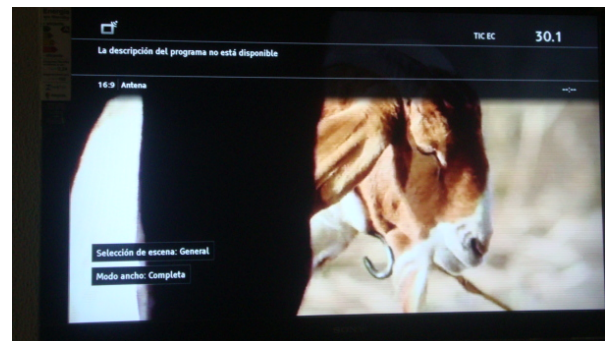 TIC EC 30.1
La descripción del programa no está disponible
16:9 Antena --:--
Selección de escena: General
Modo ancho: Completa